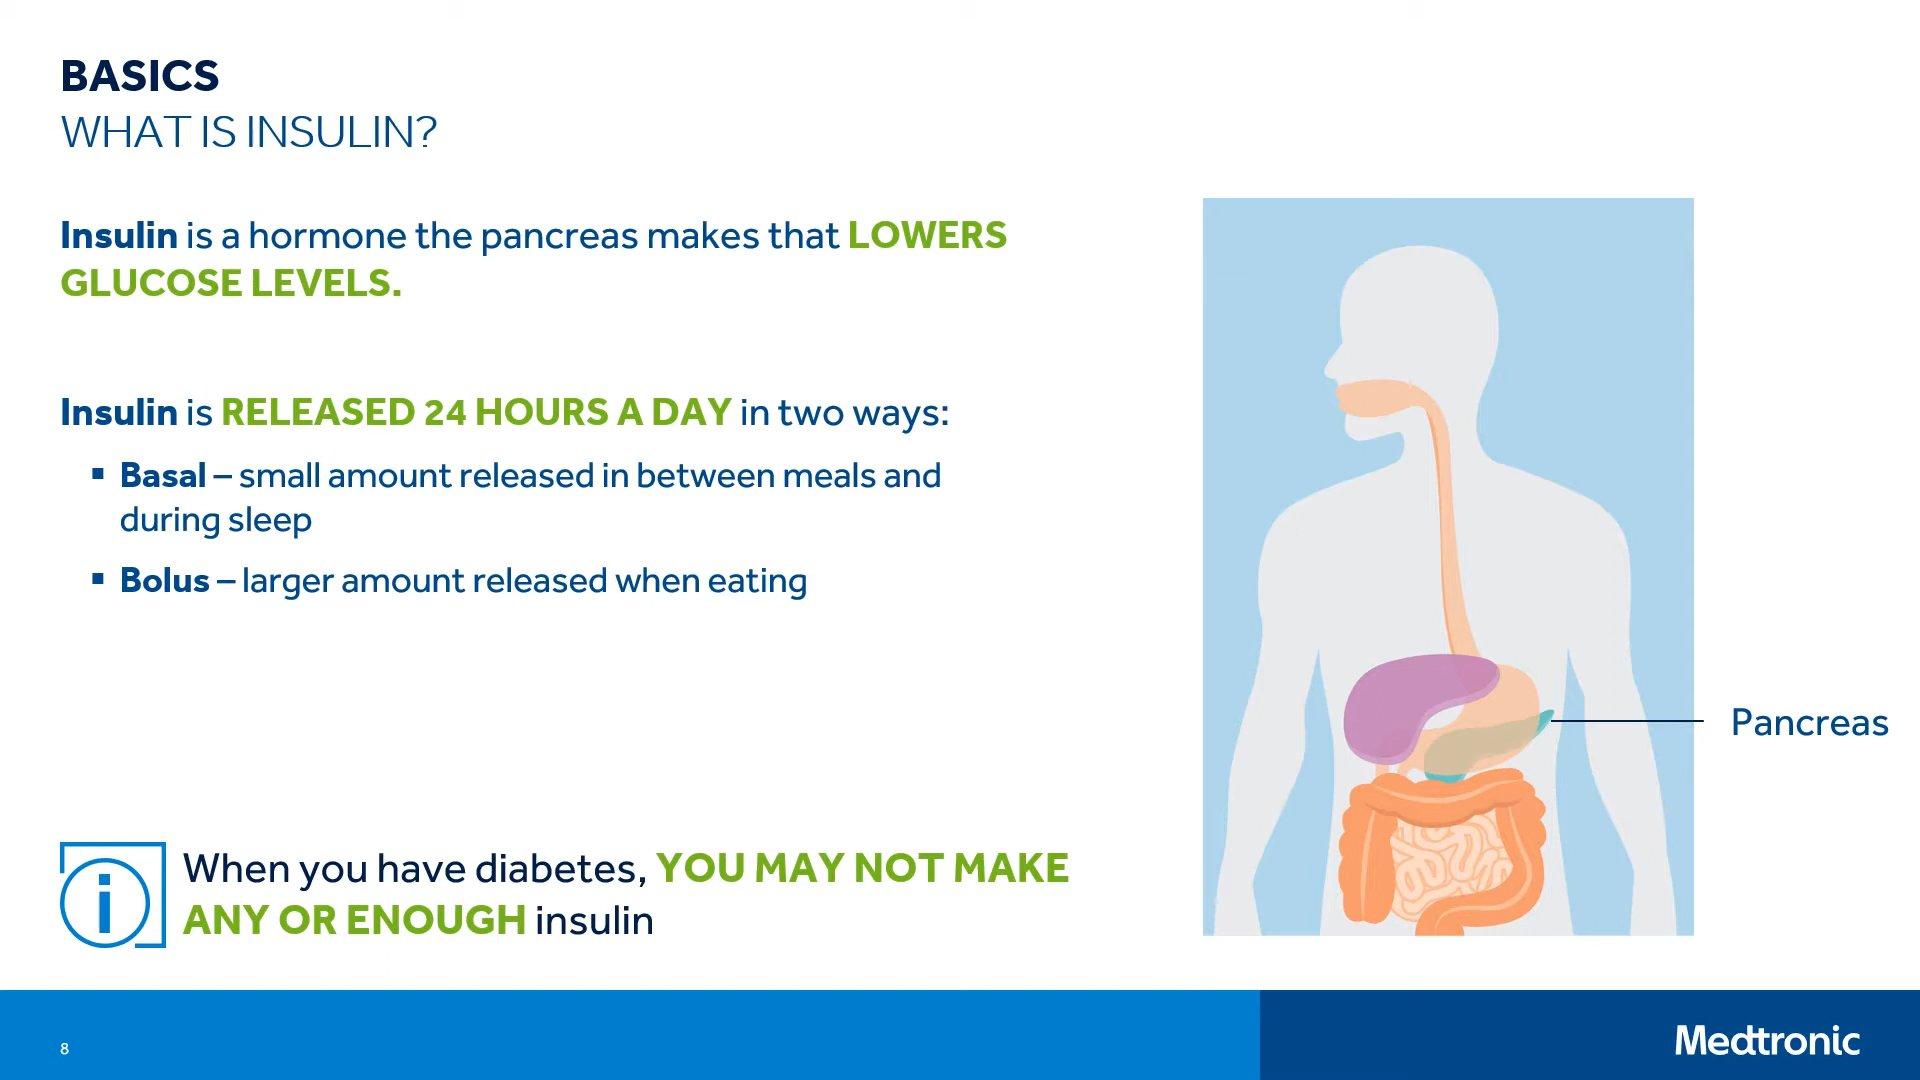 BASICS
WHAT IS INSULIN?
Insulin is a hormone the pancreas makes that LOWERS
GLUCOSE LEVELS.
Insulin is RELEASED 24 HOURS A DAY in two ways:
▪ Basal – small amount released in between meals and
during sleep
▪ Bolus – larger amount released when eating
Pancreas
i
When you have diabetes, YOU MAY NOT MAKE
ANY OR ENOUGH insulin
8
Medtronic